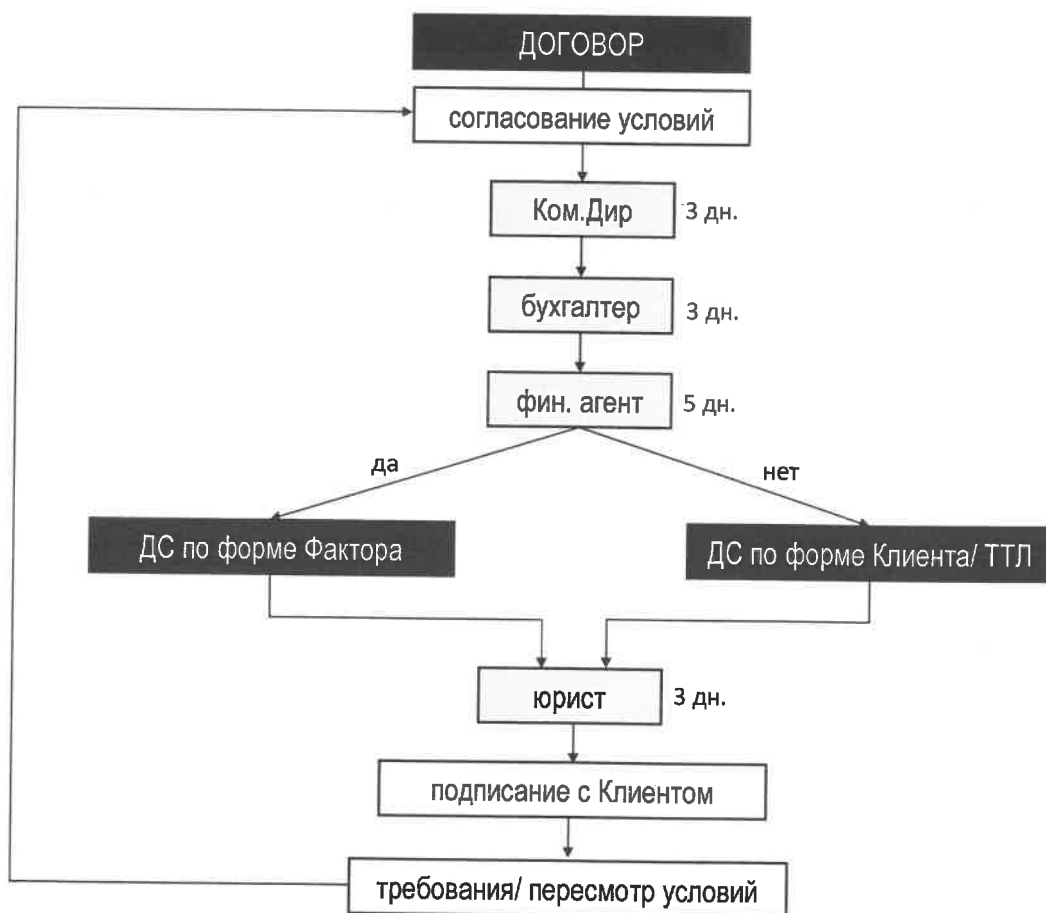 ДОГОВОР
согласование условий
Ком.Дир
3 дн.
бухгалтер
3 дн.
фин. агент
5 дн.
да
нет
ДС по форме Фактора
ДС по форме Клиента/ ТТЛ
юрист
3 дн.
подписание с Клиентом
требования/ пересмотр условий